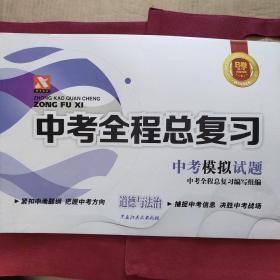 ZHONG KAO QUAN CHENG
ZONG FU XI
中考全程总复习
中考模拟试题
中考全程总复习编写组编
紧扣中考脉搏 把握中考方向
道德与法治
捕捉中考信息 决胜中考战场